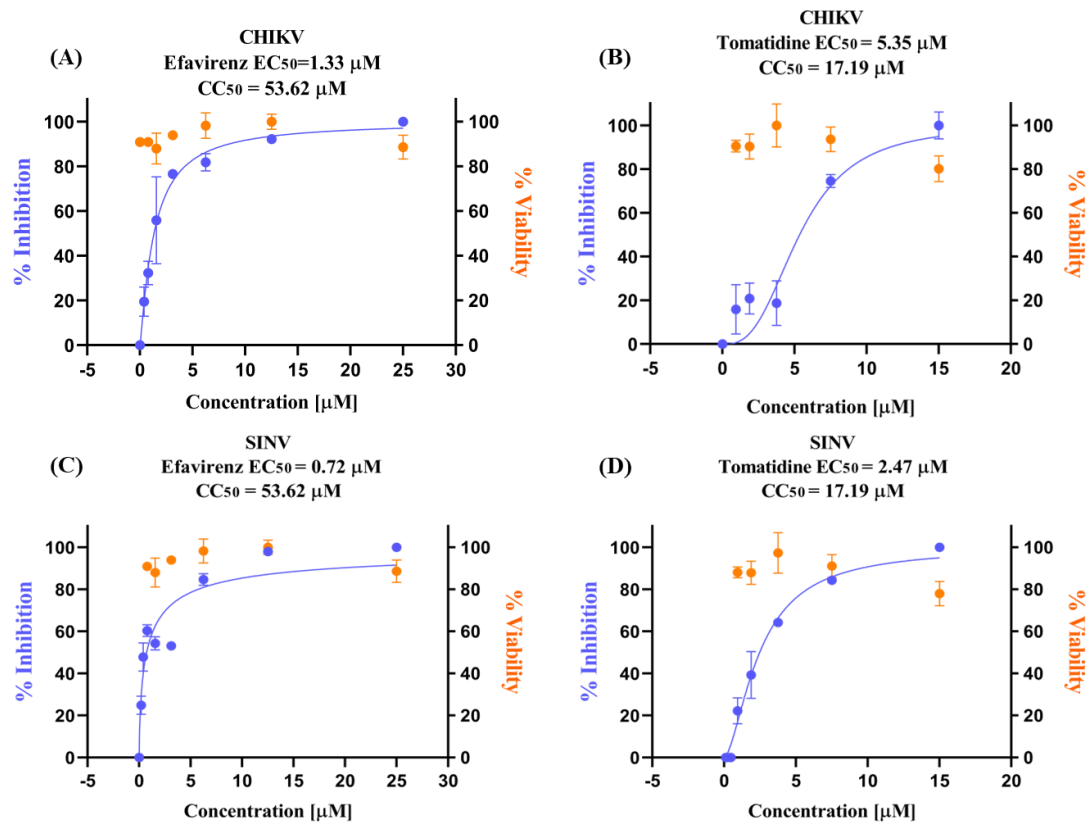 (A)
CHIKV
Efavirenz EC50=1.33 µM
CC50 = 53.62 µM
100
80
60
40
20
0
% Inhibition
100
80
60
40
20
0
% Viability
-5 0 5 10 15 20 25 30
Concentration [µM]
(B)
CHIKV
Tomatidine EC50 = 5.35 µM
CC50 = 17.19 µM
100
80
60
40
20
0
% Inhibition
100
80
60
40
20
0
% Viability
-5 0 5 10 15 20
Concentration [µM]
(C)
SINV
Efavirenz EC50 = 0.72 µM
CC50 = 53.62 µM
100
80
60
40
20
0
% Inhibition
100
80
60
40
20
0
% Viability
-5 0 5 10 15 20 25 30
Concentration [µM]
(D)
SINV
Tomatidine EC50 = 2.47 µM
CC50 = 17.19 µM
100
80
60
40
20
0
% Inhibition
100
80
60
40
20
0
% Viability
-5 0 5 10 15 20
Concentration [µM]